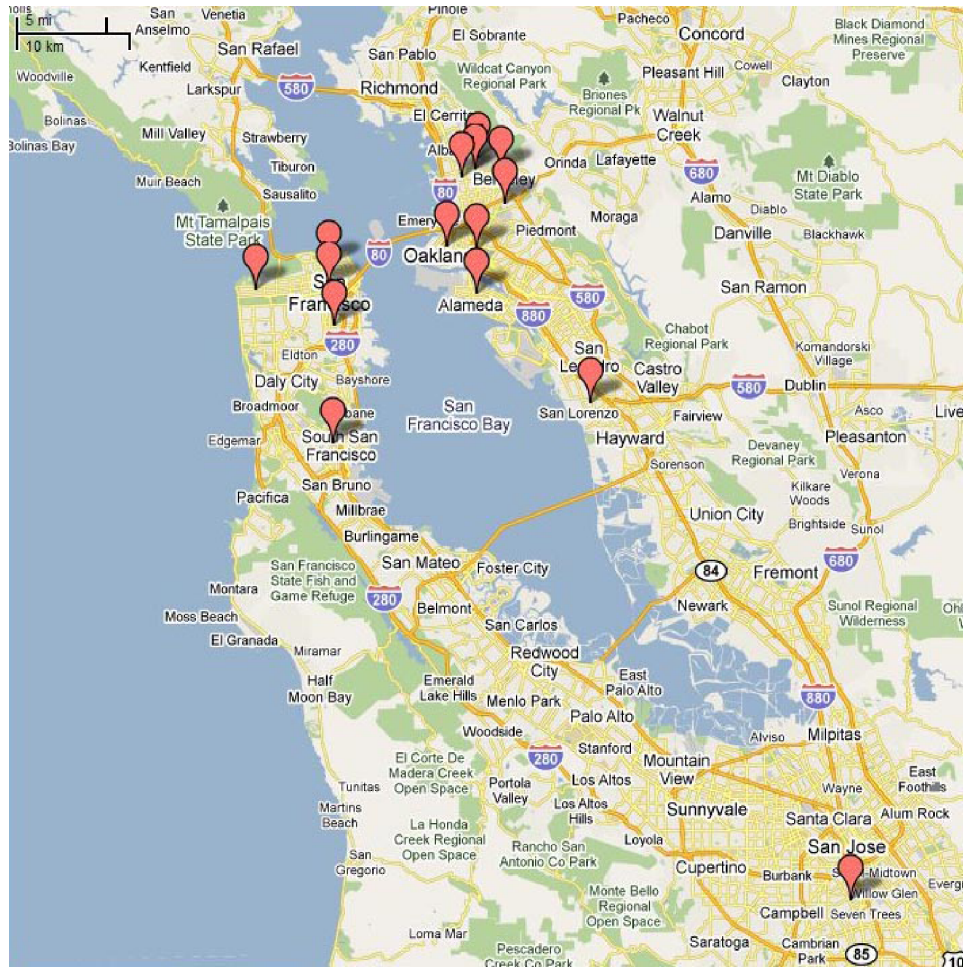 5 mi
10 km
San
Anselmo
Venetia
San Rafael
Kentfield
Woodville
Larkspur
Bolinas
Bolinas Bay
Mill Valley
Strawberry
Tiburon
Muir Beach
Sausalito
Mt Tamalpais
State Park
580
Pinole
El Sobrante
San Pablo
Richmond
Wildcat Canyon
Regional Park
Briones
Regional Pk
El Cerrito
Pacheco
Concord
Black Diamond
Mines Regional
Preserve
Cowell
Clayton
Pleasant Hill
Walnut
Creek
Orinda
Lafayette
680
Mt Diablo
State Park
Alamo
Diablo
Blackhawk
Danville
Moraga
80
Piedmont
80
Alameda
580
880
San Ramon
Chabot
Regional Park
Komandorski
Village
San
Castro
Valley
580
Dublin
San Lorenzo
Fairview
Asco
Hayward
Pleasanton
Devaney
Regional Park
Verona
Sorenson
Kilkare
Woods
Union City
Brightside
Sunol
680
84
Fremont
Newark
Sunol Regional
Wilderness
Francisco
280
Eldton
Daly City
Bayshore
Broadmoor
Edgemar
South San
Francisco
San
Francisco Bay
San Bruno
Pacifica
Millbrae
Burlingame
San Mateo
Foster City
San Francisco
State Fish and
Game Refuge
280
Belmont
San Carlos
Montara
Moss Beach
El Granada
Miramar
Half
Moon Bay
Redwood
City
Emerald
Lake Hills
East
Palo Alto
Menlo Park
Palo Alto
Woodside
Stanford
880
Milpitas
Alviso
Mountain
View
280
El Corte De
Madera Creek
Open Space
Portola
Valley
Los Altos
Los Altos
Hills
Sunnyvale
Wayne
East
Foothills
Santa Clara
Alum Rock
Tunitas
Martins
Beach
La Honda
Creek Regional
Open Space
Loyola
San
Gregorio
Rancho San
Antonio Co Park
Cupertino
San Jose
Burbank
Willow Glen
Campbell
Seven Trees
Monte Bello
Regional
Open Space
Loma Mar
Saratoga
Cambrian
Park
85
Pescadero
Creek Co Park